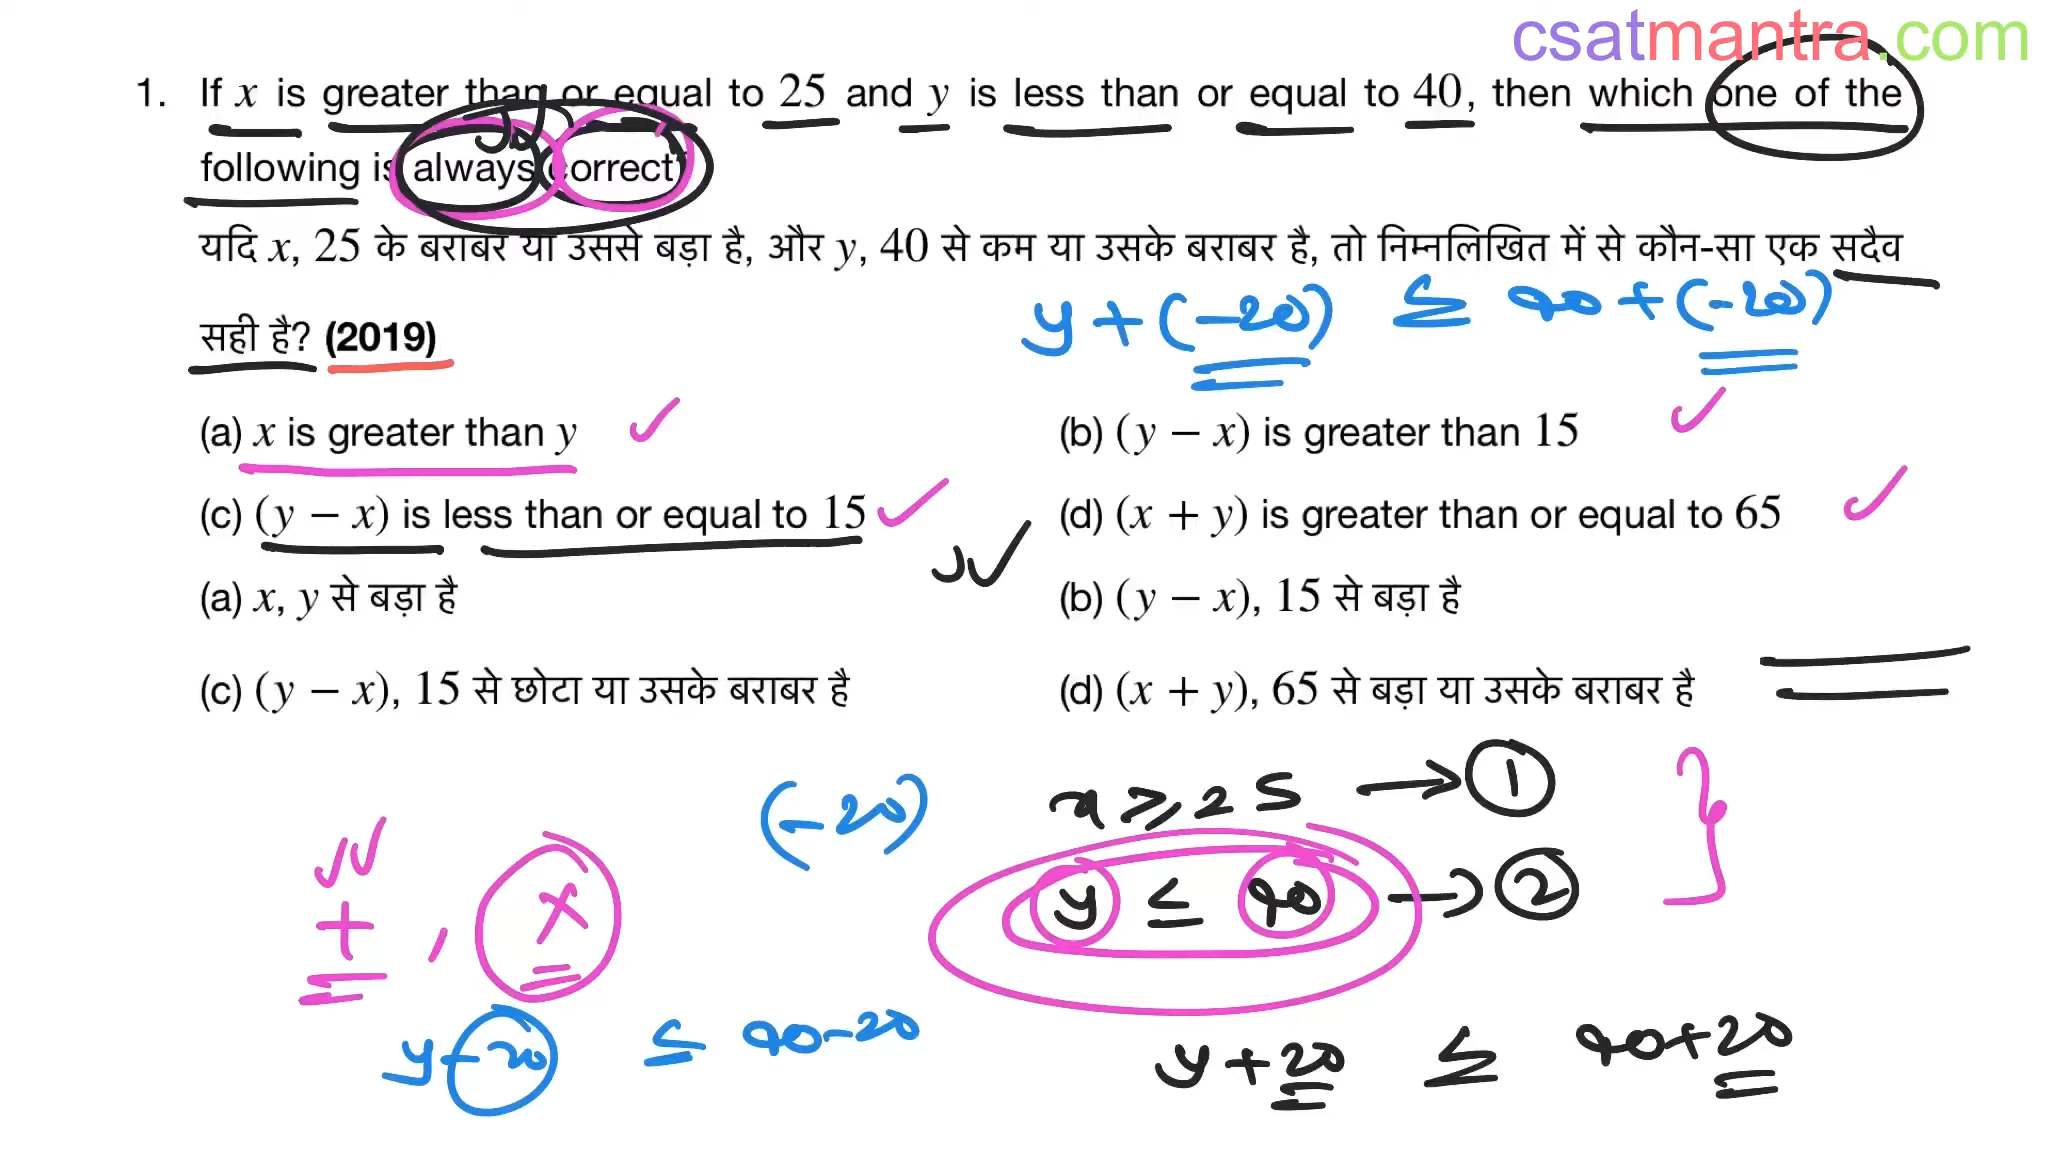 csatmantra.com
1. If x is greater than or equal to 25 and y is less than or equal to 40, then which one of the
following is always correct?
यदि x, 25 के बराबर या उससे बड़ा है, और y, 40 से कम या उसके बराबर है, तो निम्नलिखित में से कौन-सा एक सदैव
सही है? (2019)
y + (-20) ≤ 40 + (-20)
(a) x is greater than y
(b) (y − x) is greater than 15
(c) (y − x) is less than or equal to 15
(d) (x + y) is greater than or equal to 65
(a) x, y से बड़ा है
(b) (y − x), 15 से बड़ा है
(c) (y − x), 15 से छोटा या उसके बराबर है
(d) (x + y), 65 से बड़ा या उसके बराबर है
(-20)
x ≥ 25 → 1
+ , x
y ≤ 40 → 2
y - 20 ≤ 40-20
y + 20 ≤ 40+20